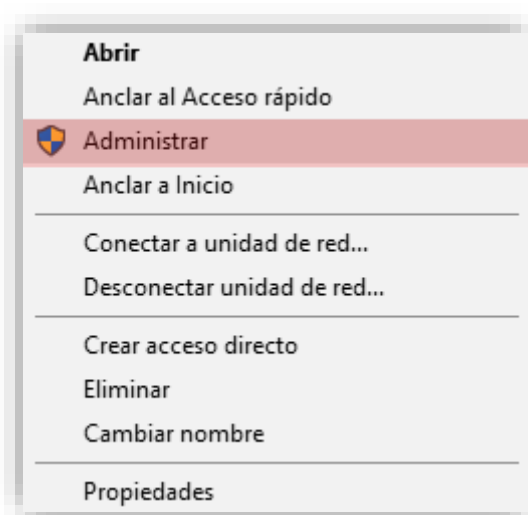 Abrir
Anclar al Acceso rápido
Administrar
Anclar a Inicio
Conectar a unidad de red...
Desconectar unidad de red...
Crear acceso directo
Eliminar
Cambiar nombre
Propiedades